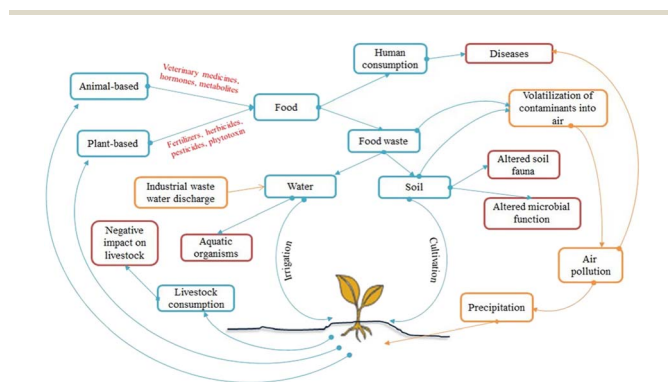 Human
consumption
Diseases
Animal-based
Veterinary medicines,
hormones, metabolites
Food
Volatilization of
contaminants into
air
Plant-based
Fertilizers, herbicides,
pesticides, phytotoxin
Food waste
Altered soil
fauna
Industrial waste
water discharge
Water
Soil
Altered microbial
function
Negative
impact on
livestock
Aquatic
organisms
Irrigation
Cultivation
Air
pollution
Livestock
consumption
Precipitation